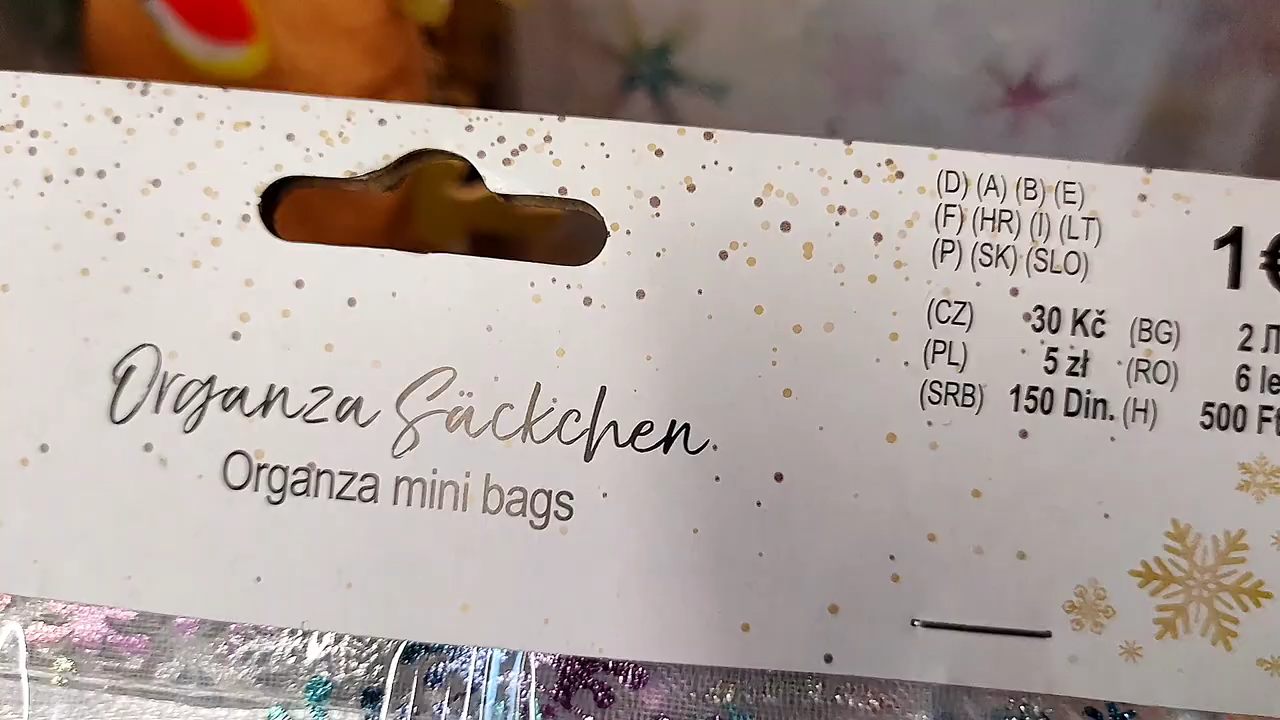 (D) (A) (B) (E)
(F) (HR) (I) (LT)
(P) (SK) (SLO)
1 €
(CZ) 30 Kč (BG) 2
(PL) 5 zł (RO) 6 le
(SRB) 150 Din. (H) 500 Ft
Organza Säckchen
Organza mini bags